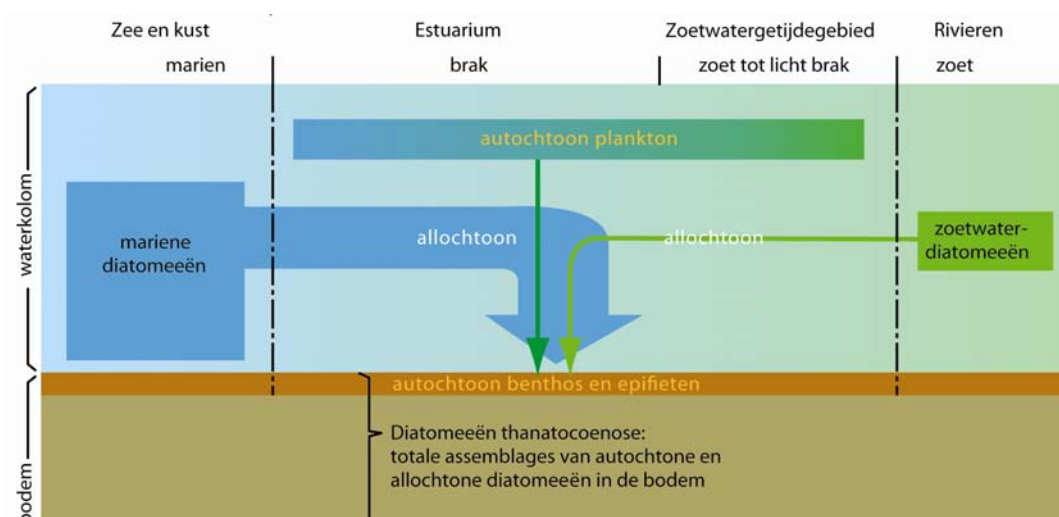 Zee en kust
Estuarium
Zoetwatergetijdegebied
Rivieren
marien
brak
zoet tot licht brak
zoet
autochtoon plankton
waterkolom
mariene
diatomeeën
allochtoon
allochtoon
zoetwater-
diatomeeën
autochtoon benthos en epifieten
bodem
Diatomeeën thanatocoenose:
totale assemblages van autochtone en
allochtone diatomeeën in de bodem